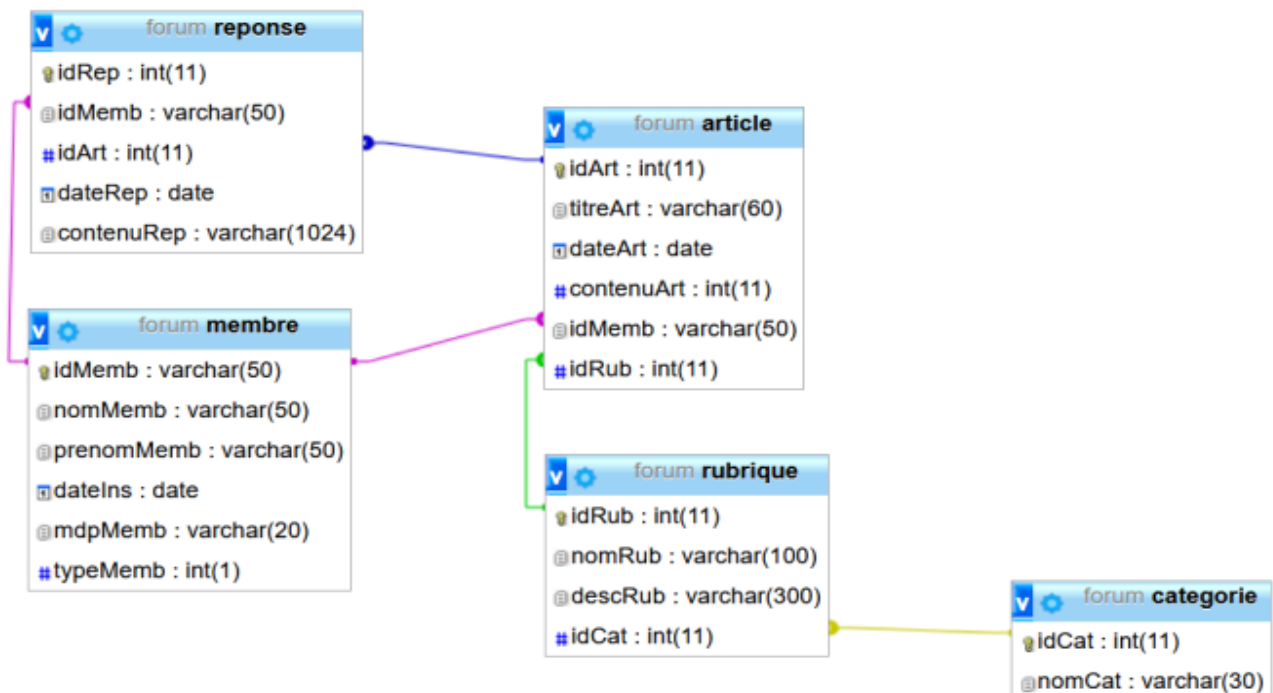 forum reponse
idRep : int(11)
idMemb : varchar(50)
#idArt : int(11)
dateRep : date
contenuRep : varchar(1024)
forum membre
idMemb : varchar(50)
nomMemb : varchar(50)
prenomMemb : varchar(50)
dateIns : date
mdpMemb : varchar(20)
#typeMemb : int(1)
forum article
idArt : int(11)
titreArt : varchar(60)
dateArt : date
#contenuArt : int(11)
idMemb : varchar(50)
#idRub : int(11)
forum rubrique
idRub : int(11)
nomRub : varchar(100)
descRub : varchar(300)
#idCat : int(11)
forum categorie
idCat : int(11)
nomCat : varchar(30)